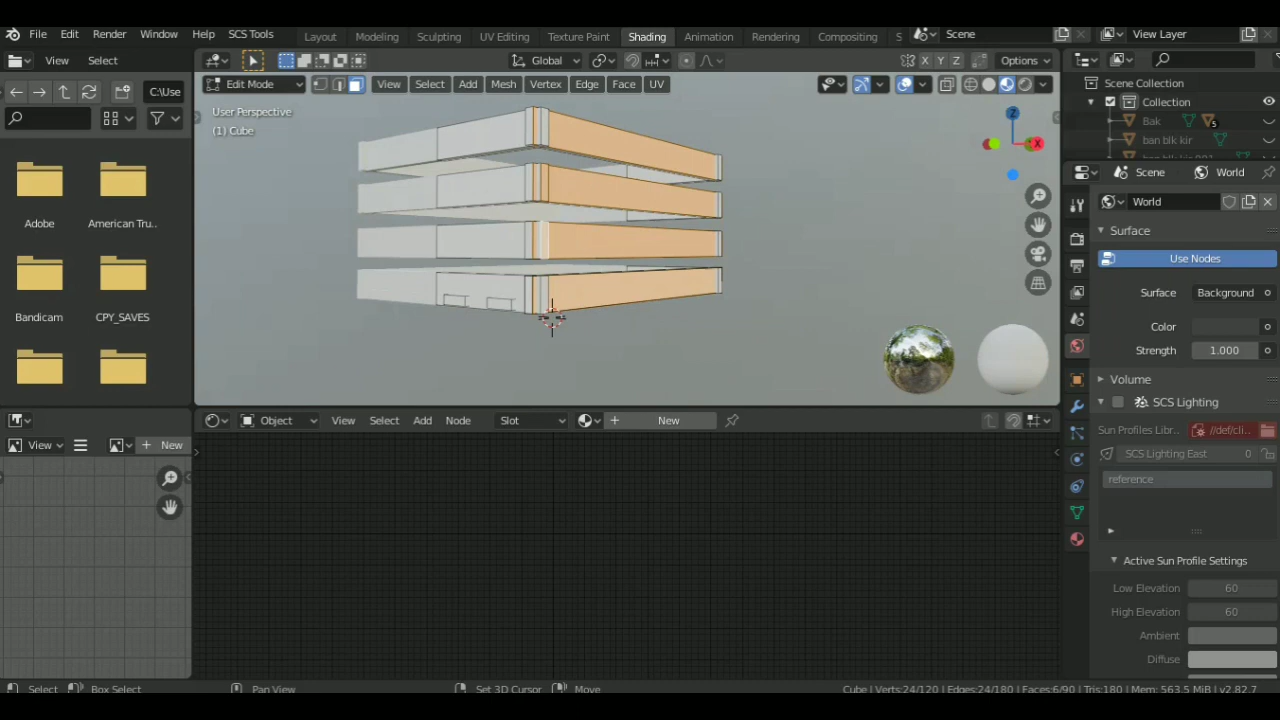 File Edit Render Window Help SCS Tools Layout Modeling Sculpting UV Editing Texture Paint Shading Animation Rendering Compositing S Scene View Layer
View Select Global X Y Z Options
C:\Use Edit Mode View Select Add Mesh Vertex Edge Face UV Scene Collection
Collection
User Perspective
(1) Cube
Z
X
Bak 5
ban blk kir
Scene World
World
Adobe American Tru..
Surface
Use Nodes
Surface Background
Bandicam CPY_SAVES
Color
Strength 1.000
Volume
SCS Lighting
Object View Select Add Node Slot New
Sun Profiles Libr.. //def/cli...
View New
SCS Lighting East 0
reference
Active Sun Profile Settings
Low Elevation 60
High Elevation 60
Ambient
Diffuse
Select Box Select Pan View Set 3D Cursor Move Cube | Verts:24/120 | Edges:24/180 | Faces:6/90 | Tris:180 | Mem: 563.5 MiB | v2.82.7